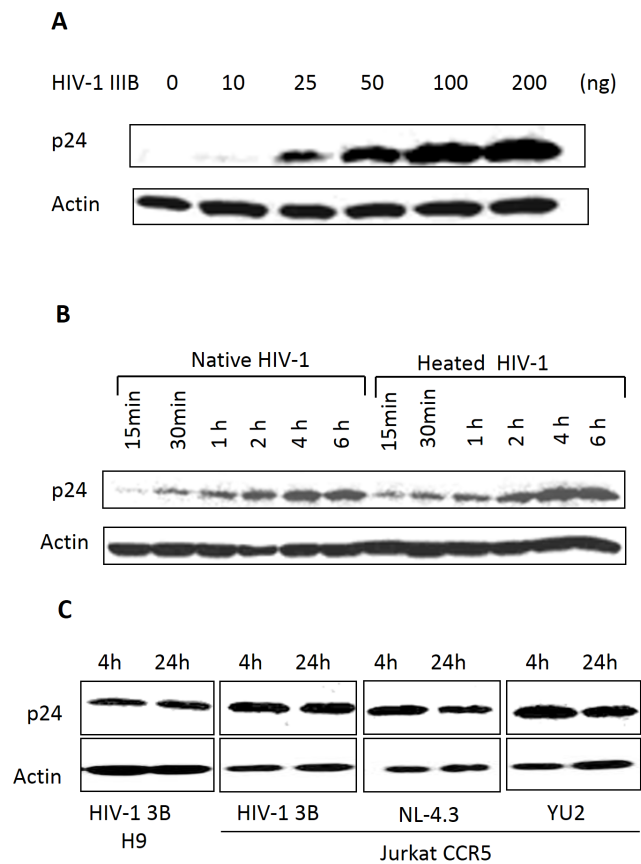 A
HIV-1 IIIB 0 10 25 50 100 200 (ng)
p24
Actin
B
Native HIV-1 Heated HIV-1
15min 30min 1 h 2 h 4 h 6 h 15min 30min 1 h 2 h 4 h 6 h
p24
Actin
C
4h 24h 4h 24h 4h 24h 4h 24h
p24
Actin
HIV-1 3B HIV-1 3B NL-4.3 YU2
H9
Jurkat CCR5